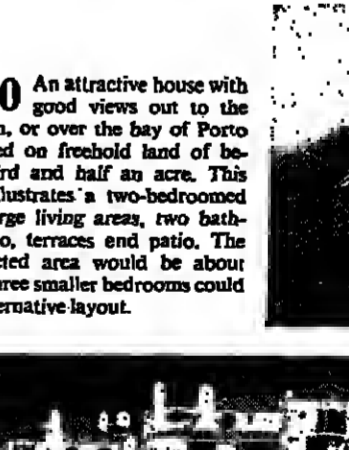 0 An attractive house with
good views out to the
, or over the bay of Porto
ed on freehold land of be-
rd and half an acre. This
llustrates a two-bedroomed
rge living areas, two bath-
o, terraces end patio. The
cted area would be about
ree smaller bedrooms could
ernative layout.